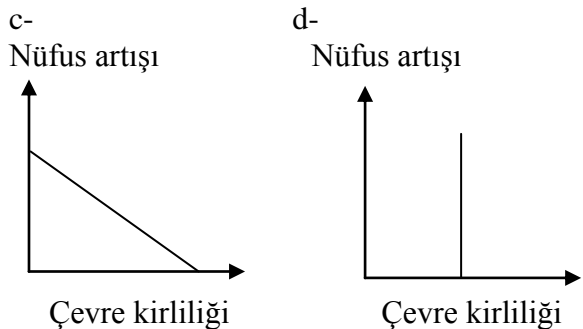 c-
Nüfus artışı
Çevre kirliliği
d-
Nüfus artışı
Çevre kirliliği